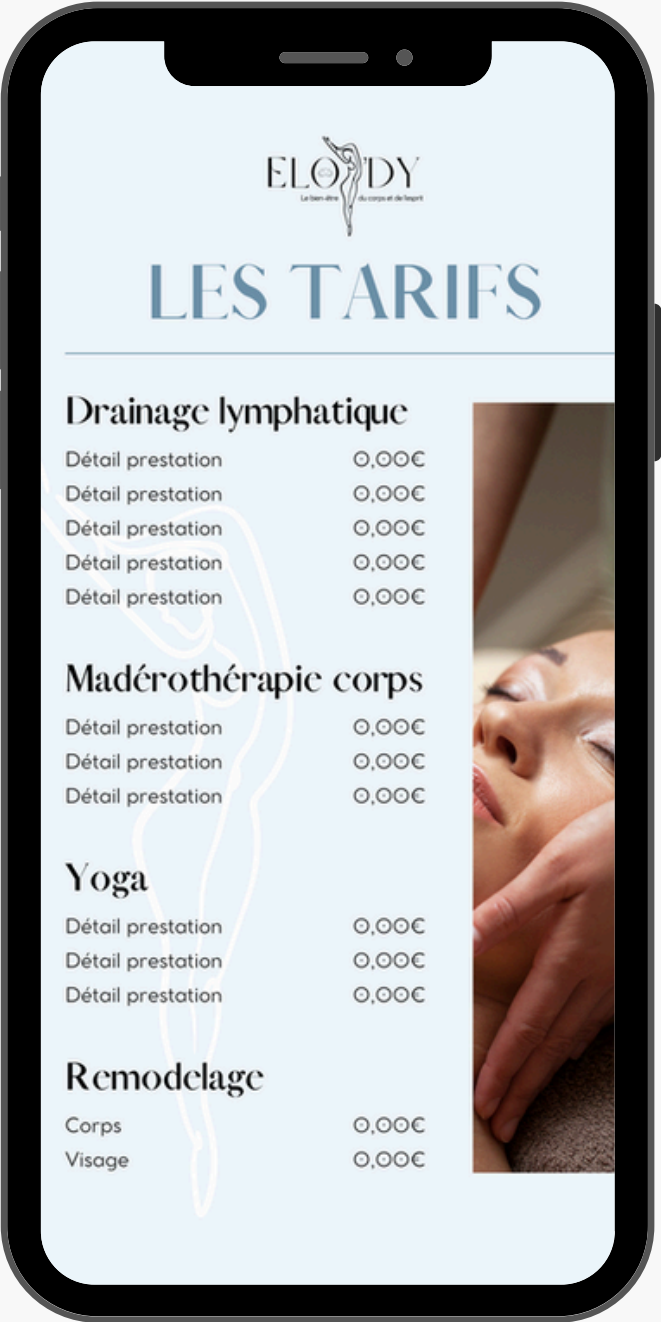 ELODY
Le bien-être du corps et de l'esprit
LES TARIFS
Drainage lymphatique
Détail prestation 0,00€
Détail prestation 0,00€
Détail prestation 0,00€
Détail prestation 0,00€
Détail prestation 0,00€
Madérothérapie corps
Détail prestation 0,00€
Détail prestation 0,00€
Détail prestation 0,00€
Yoga
Détail prestation 0,00€
Détail prestation 0,00€
Détail prestation 0,00€
Remodelage
Corps 0,00€
Visage 0,00€